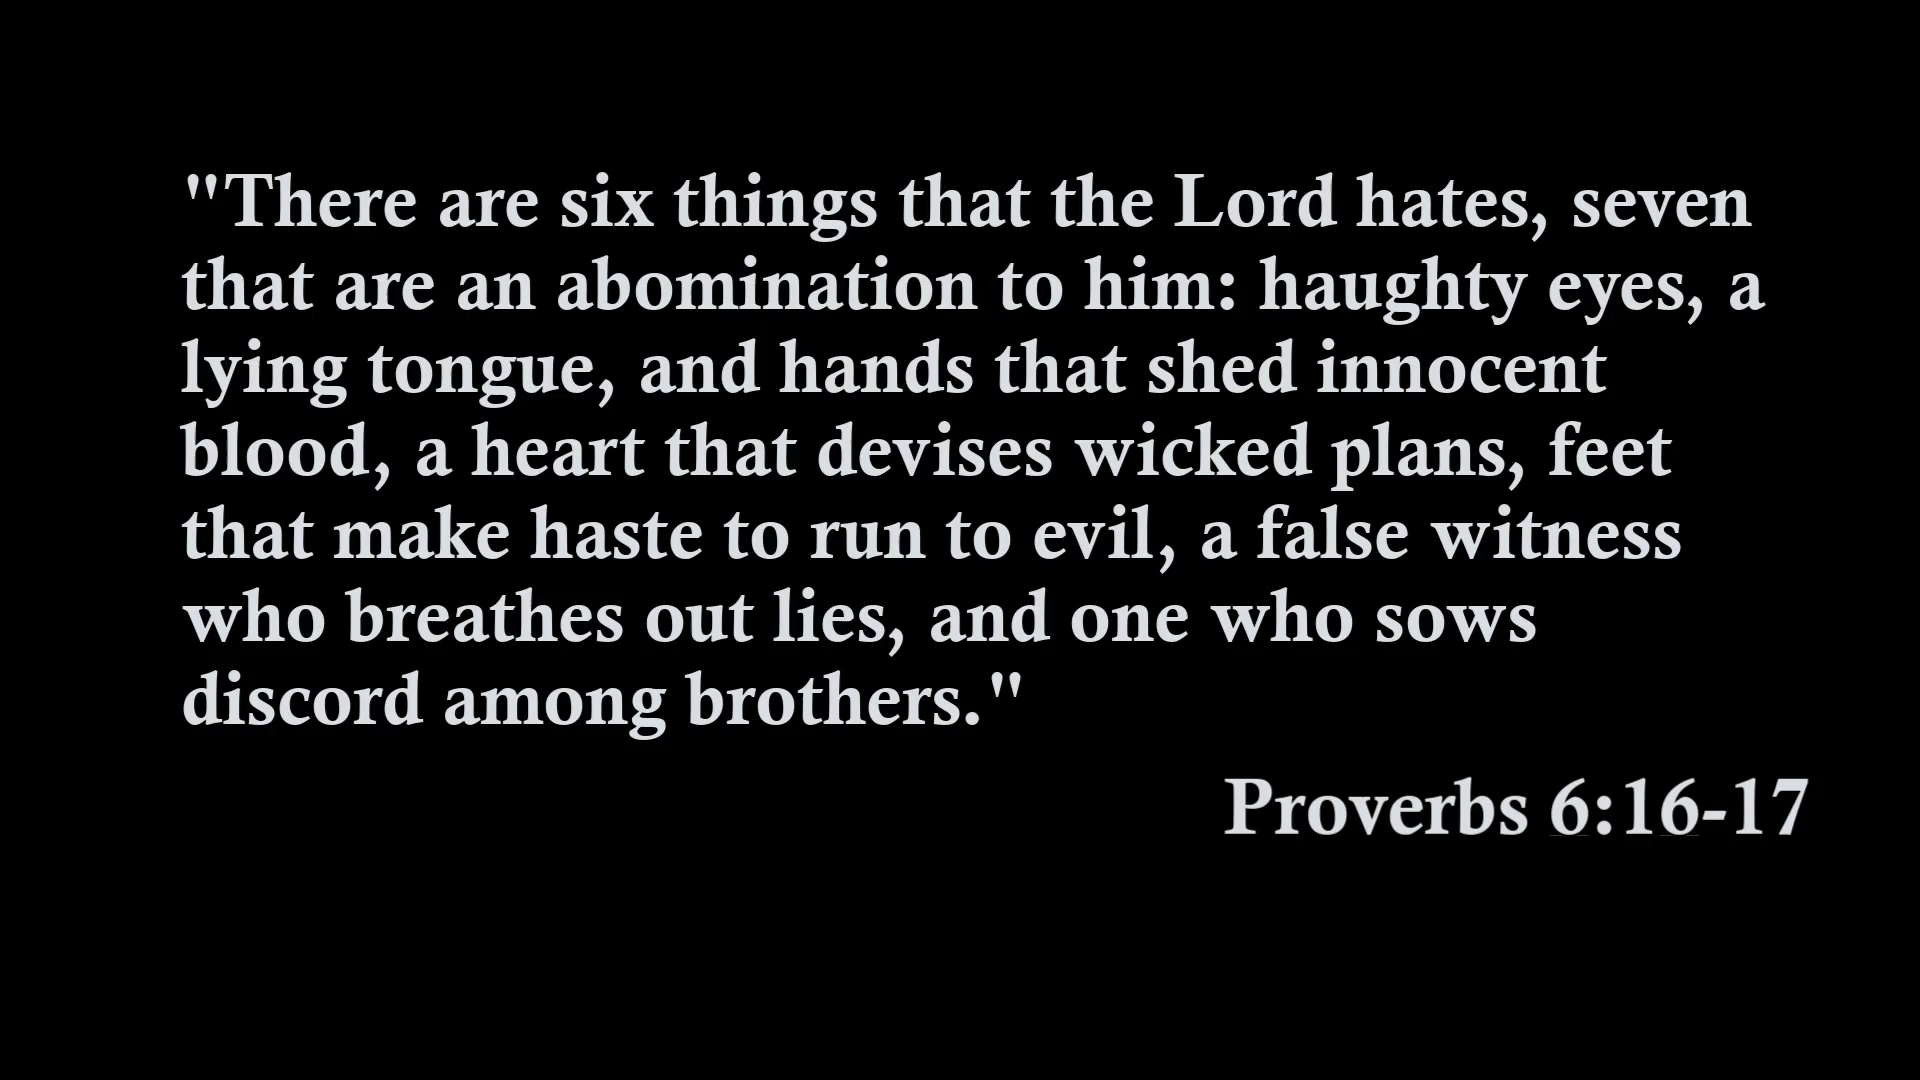 "There are six things that the Lord hates, seven
that are an abomination to him: haughty eyes, a
lying tongue, and hands that shed innocent
blood, a heart that devises wicked plans, feet
that make haste to run to evil, a false witness
who breathes out lies, and one who sows
discord among brothers."
Proverbs 6:16-17